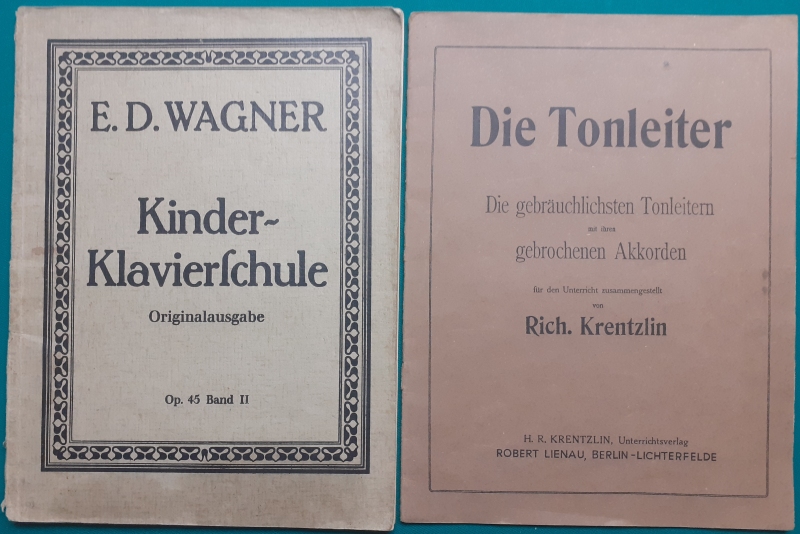 E. D. WAGNER
Kinder-
Klavierſchule
Originalausgabe
Op. 45 Band II
Die Tonleiter
Die gebräuchlichsten Tonleitern
mit ihren
gebrochenen Akkorden
für den Unterricht zusammengestellt
von
Rich. Krentzlin
H. R. KRENTZLIN, Unterrichtsverlag
ROBERT LIENAU, BERLIN-LICHTERFELDE